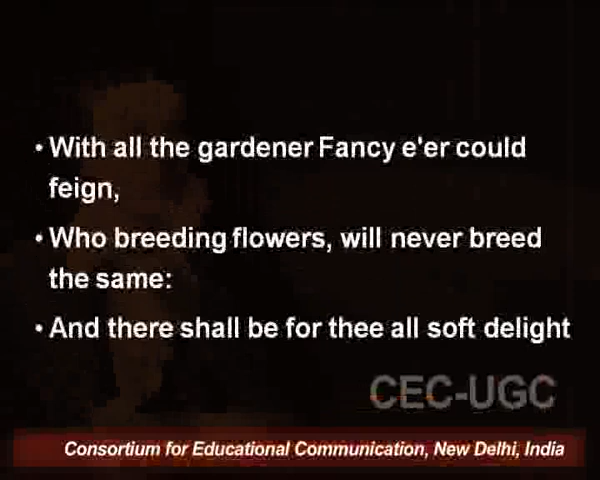 • With all the gardener Fancy e'er could
feign,
• Who breeding flowers, will never breed
the same:
• And there shall be for thee all soft delight
CEC-UGC
Consortium for Educational Communication, New Delhi, India